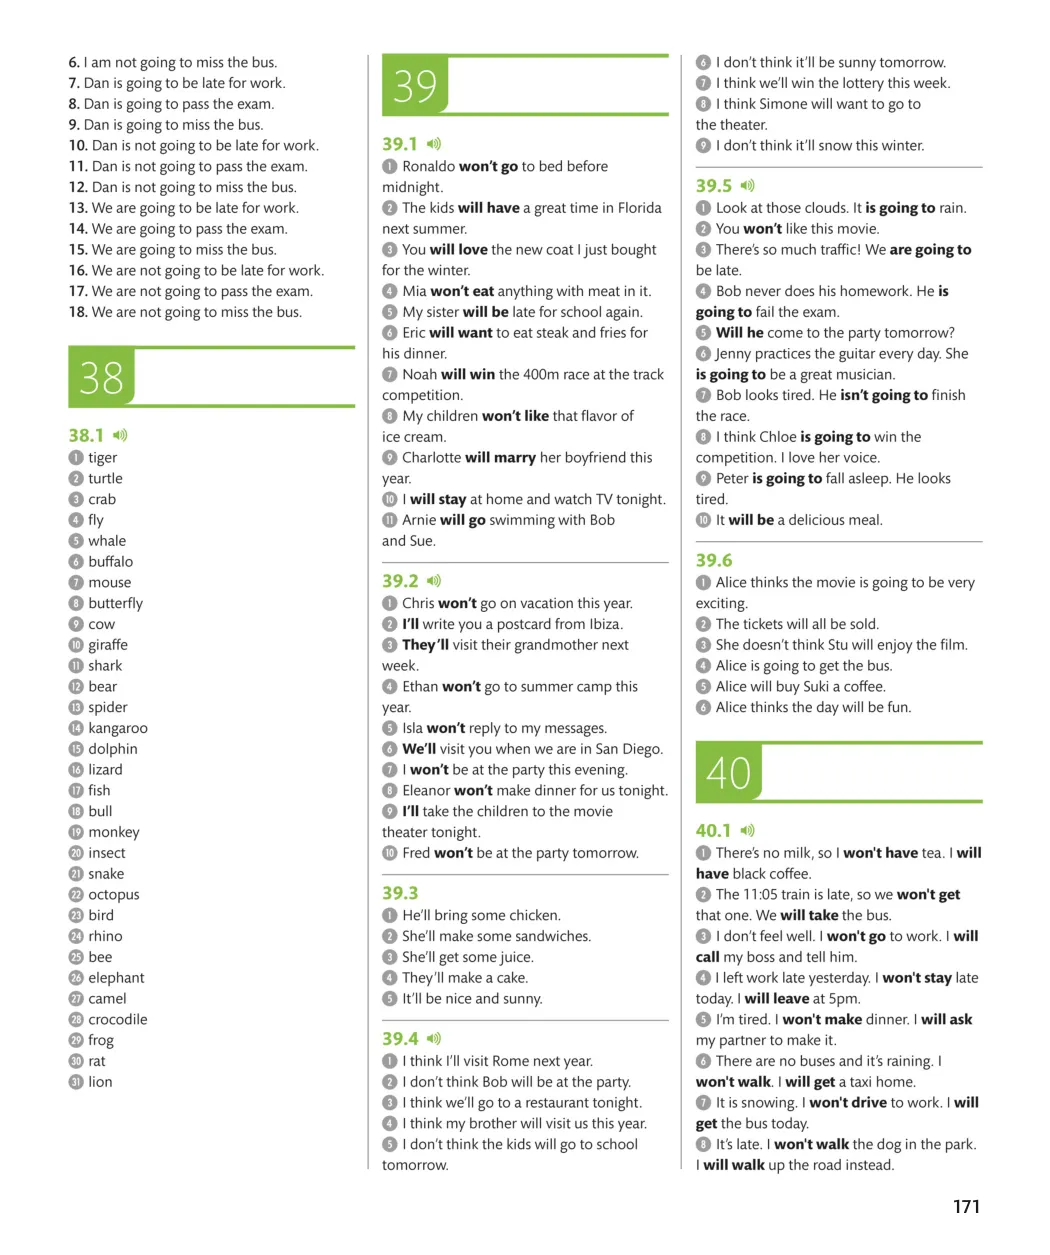 6. I am not going to miss the bus.
7. Dan is going to be late for work.
8. Dan is going to pass the exam.
9. Dan is going to miss the bus.
10. Dan is not going to be late for work.
11. Dan is not going to pass the exam.
12. Dan is not going to miss the bus.
13. We are going to be late for work.
14. We are going to pass the exam.
15. We are going to miss the bus.
16. We are not going to be late for work.
17. We are not going to pass the exam.
18. We are not going to miss the bus.
38
38.1
1 tiger
2 turtle
3 crab
4 fly
5 whale
6 buffalo
7 mouse
8 butterfly
9 cow
10 giraffe
11 shark
12 bear
13 spider
14 kangaroo
15 dolphin
16 lizard
17 fish
18 bull
19 monkey
20 insect
21 snake
22 octopus
23 bird
24 rhino
25 bee
26 elephant
27 camel
28 crocodile
29 frog
30 rat
31 lion
39
39.1
1 Ronaldo won't go to bed before
midnight.
2 The kids will have a great time in Florida
next summer.
3 You will love the new coat I just bought
for the winter.
4 Mia won't eat anything with meat in it.
5 My sister will be late for school again.
6 Eric will want to eat steak and fries for
his dinner.
7 Noah will win the 400m race at the track
competition.
8 My children won't like that flavor of
ice cream.
9 Charlotte will marry her boyfriend this
year.
10 I will stay at home and watch TV tonight.
11 Arnie will go swimming with Bob
and Sue.
39.2
1 Chris won't go on vacation this year.
2 I'll write you a postcard from Ibiza.
3 They'll visit their grandmother next
week.
4 Ethan won't go to summer camp this
year.
5 Isla won't reply to my messages.
6 We'll visit you when we are in San Diego.
7 I won't be at the party this evening.
8 Eleanor won't make dinner for us tonight.
9 I'll take the children to the movie
theater tonight.
10 Fred won't be at the party tomorrow.
39.3
1 He'll bring some chicken.
2 She'll make some sandwiches.
3 She'll get some juice.
4 They'll make a cake.
5 It'll be nice and sunny.
39.4
1 I think I'll visit Rome next year.
2 I don't think Bob will be at the party.
3 I think we'll go to a restaurant tonight.
4 I think my brother will visit us this year.
5 I don't think the kids will go to school
tomorrow.
6 I don't think it'll be sunny tomorrow.
7 I think we'll win the lottery this week.
8 I think Simone will want to go to
the theater.
9 I don't think it'll snow this winter.
39.5
1 Look at those clouds. It is going to rain.
2 You won't like this movie.
3 There's so much traffic! We are going to
be late.
4 Bob never does his homework. He is
going to fail the exam.
5 Will he come to the party tomorrow?
6 Jenny practices the guitar every day. She
is going to be a great musician.
7 Bob looks tired. He isn't going to finish
the race.
8 I think Chloe is going to win the
competition. I love her voice.
9 Peter is going to fall asleep. He looks
tired.
10 It will be a delicious meal.
39.6
1 Alice thinks the movie is going to be very
exciting.
2 The tickets will all be sold.
3 She doesn't think Stu will enjoy the film.
4 Alice is going to get the bus.
5 Alice will buy Suki a coffee.
6 Alice thinks the day will be fun.
40
40.1
1 There's no milk, so I won't have tea. I will
have black coffee.
2 The 11:05 train is late, so we won't get
that one. We will take the bus.
3 I don't feel well. I won't go to work. I will
call my boss and tell him.
4 I left work late yesterday. I won't stay late
today. I will leave at 5pm.
5 I'm tired. I won't make dinner. I will ask
my partner to make it.
6 There are no buses and it's raining. I
won't walk. I will get a taxi home.
7 It is snowing. I won't drive to work. I will
get the bus today.
8 It's late. I won't walk the dog in the park.
I will walk up the road instead.
171